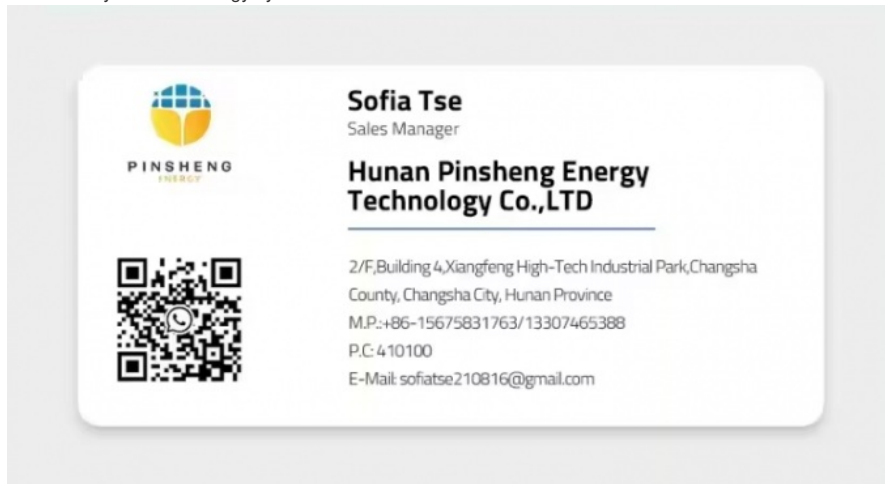 PINSHENG
ENERGY
Sofia Tse
Sales Manager
Hunan Pinsheng Energy
Technology Co.,LTD
2/F,Building 4,Xiangfeng High-Tech Industrial Park,Changsha
County, Changsha City, Hunan Province
M.P.:+86-15675831763/13307465388
P.C: 410100
E-Mail: sofiatse210816@gmail.com